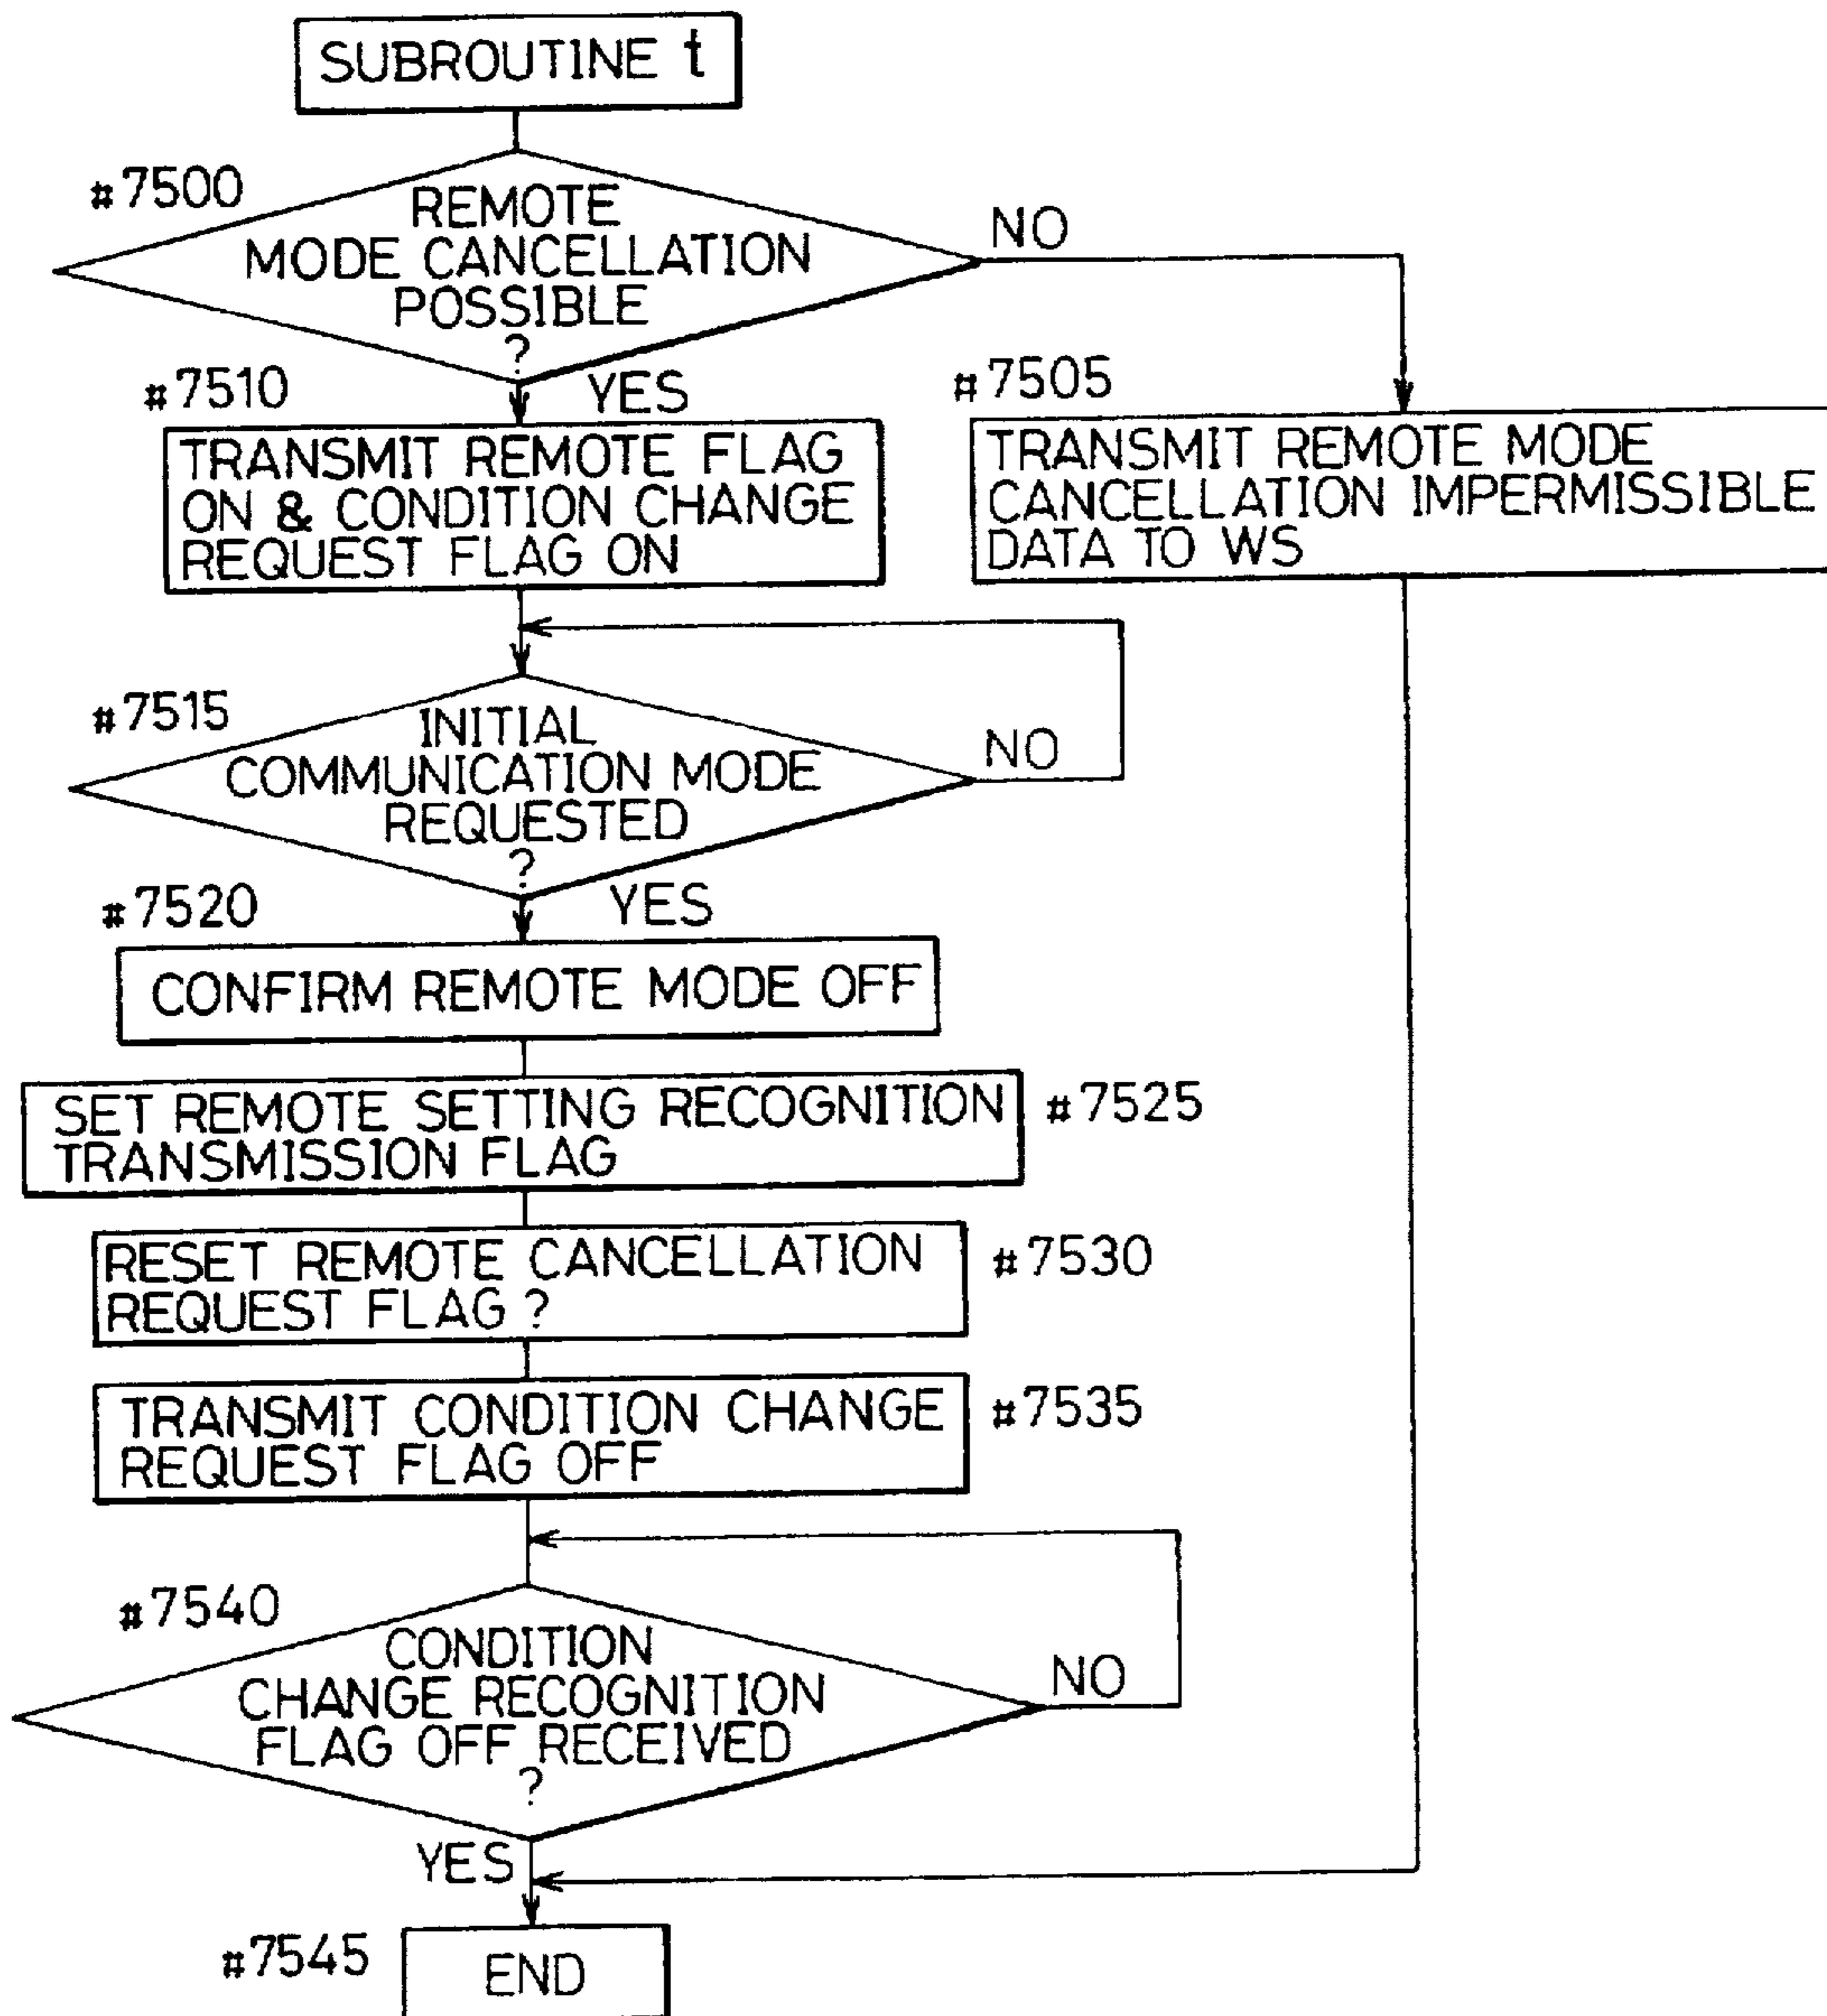 SUBROUTINE t
#7500
REMOTE
MODE CANCELLATION
POSSIBLE
?
NO
YES
#7510
TRANSMIT REMOTE FLAG
ON & CONDITION CHANGE
REQUEST FLAG ON
#7505
TRANSMIT REMOTE MODE
CANCELLATION IMPERMISSIBLE
DATA TO WS
#7515
INITIAL
COMMUNICATION MODE
REQUESTED
?
NO
YES
#7520
CONFIRM REMOTE MODE OFF
SET REMOTE SETTING RECOGNITION
TRANSMISSION FLAG
#7525
RESET REMOTE CANCELLATION
REQUEST FLAG ?
#7530
TRANSMIT CONDITION CHANGE
REQUEST FLAG OFF
#7535
#7540
CONDITION
CHANGE RECOGNITION
FLAG OFF RECEIVED
?
NO
YES
#7545
END